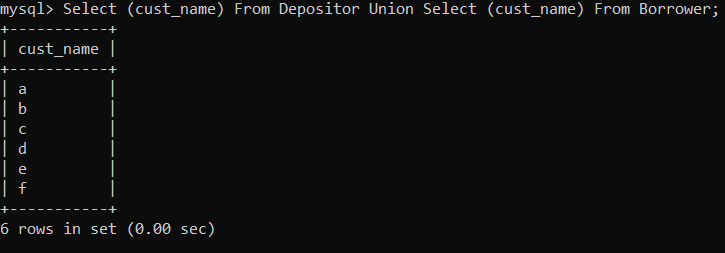 mysql> Select (cust_name) From Depositor Union Select (cust_name) From Borrower;
+-----------+
| cust_name |
+-----------+
| a         |
| b         |
| c         |
| d         |
| e         |
| f         |
+-----------+
6 rows in set (0.00 sec)